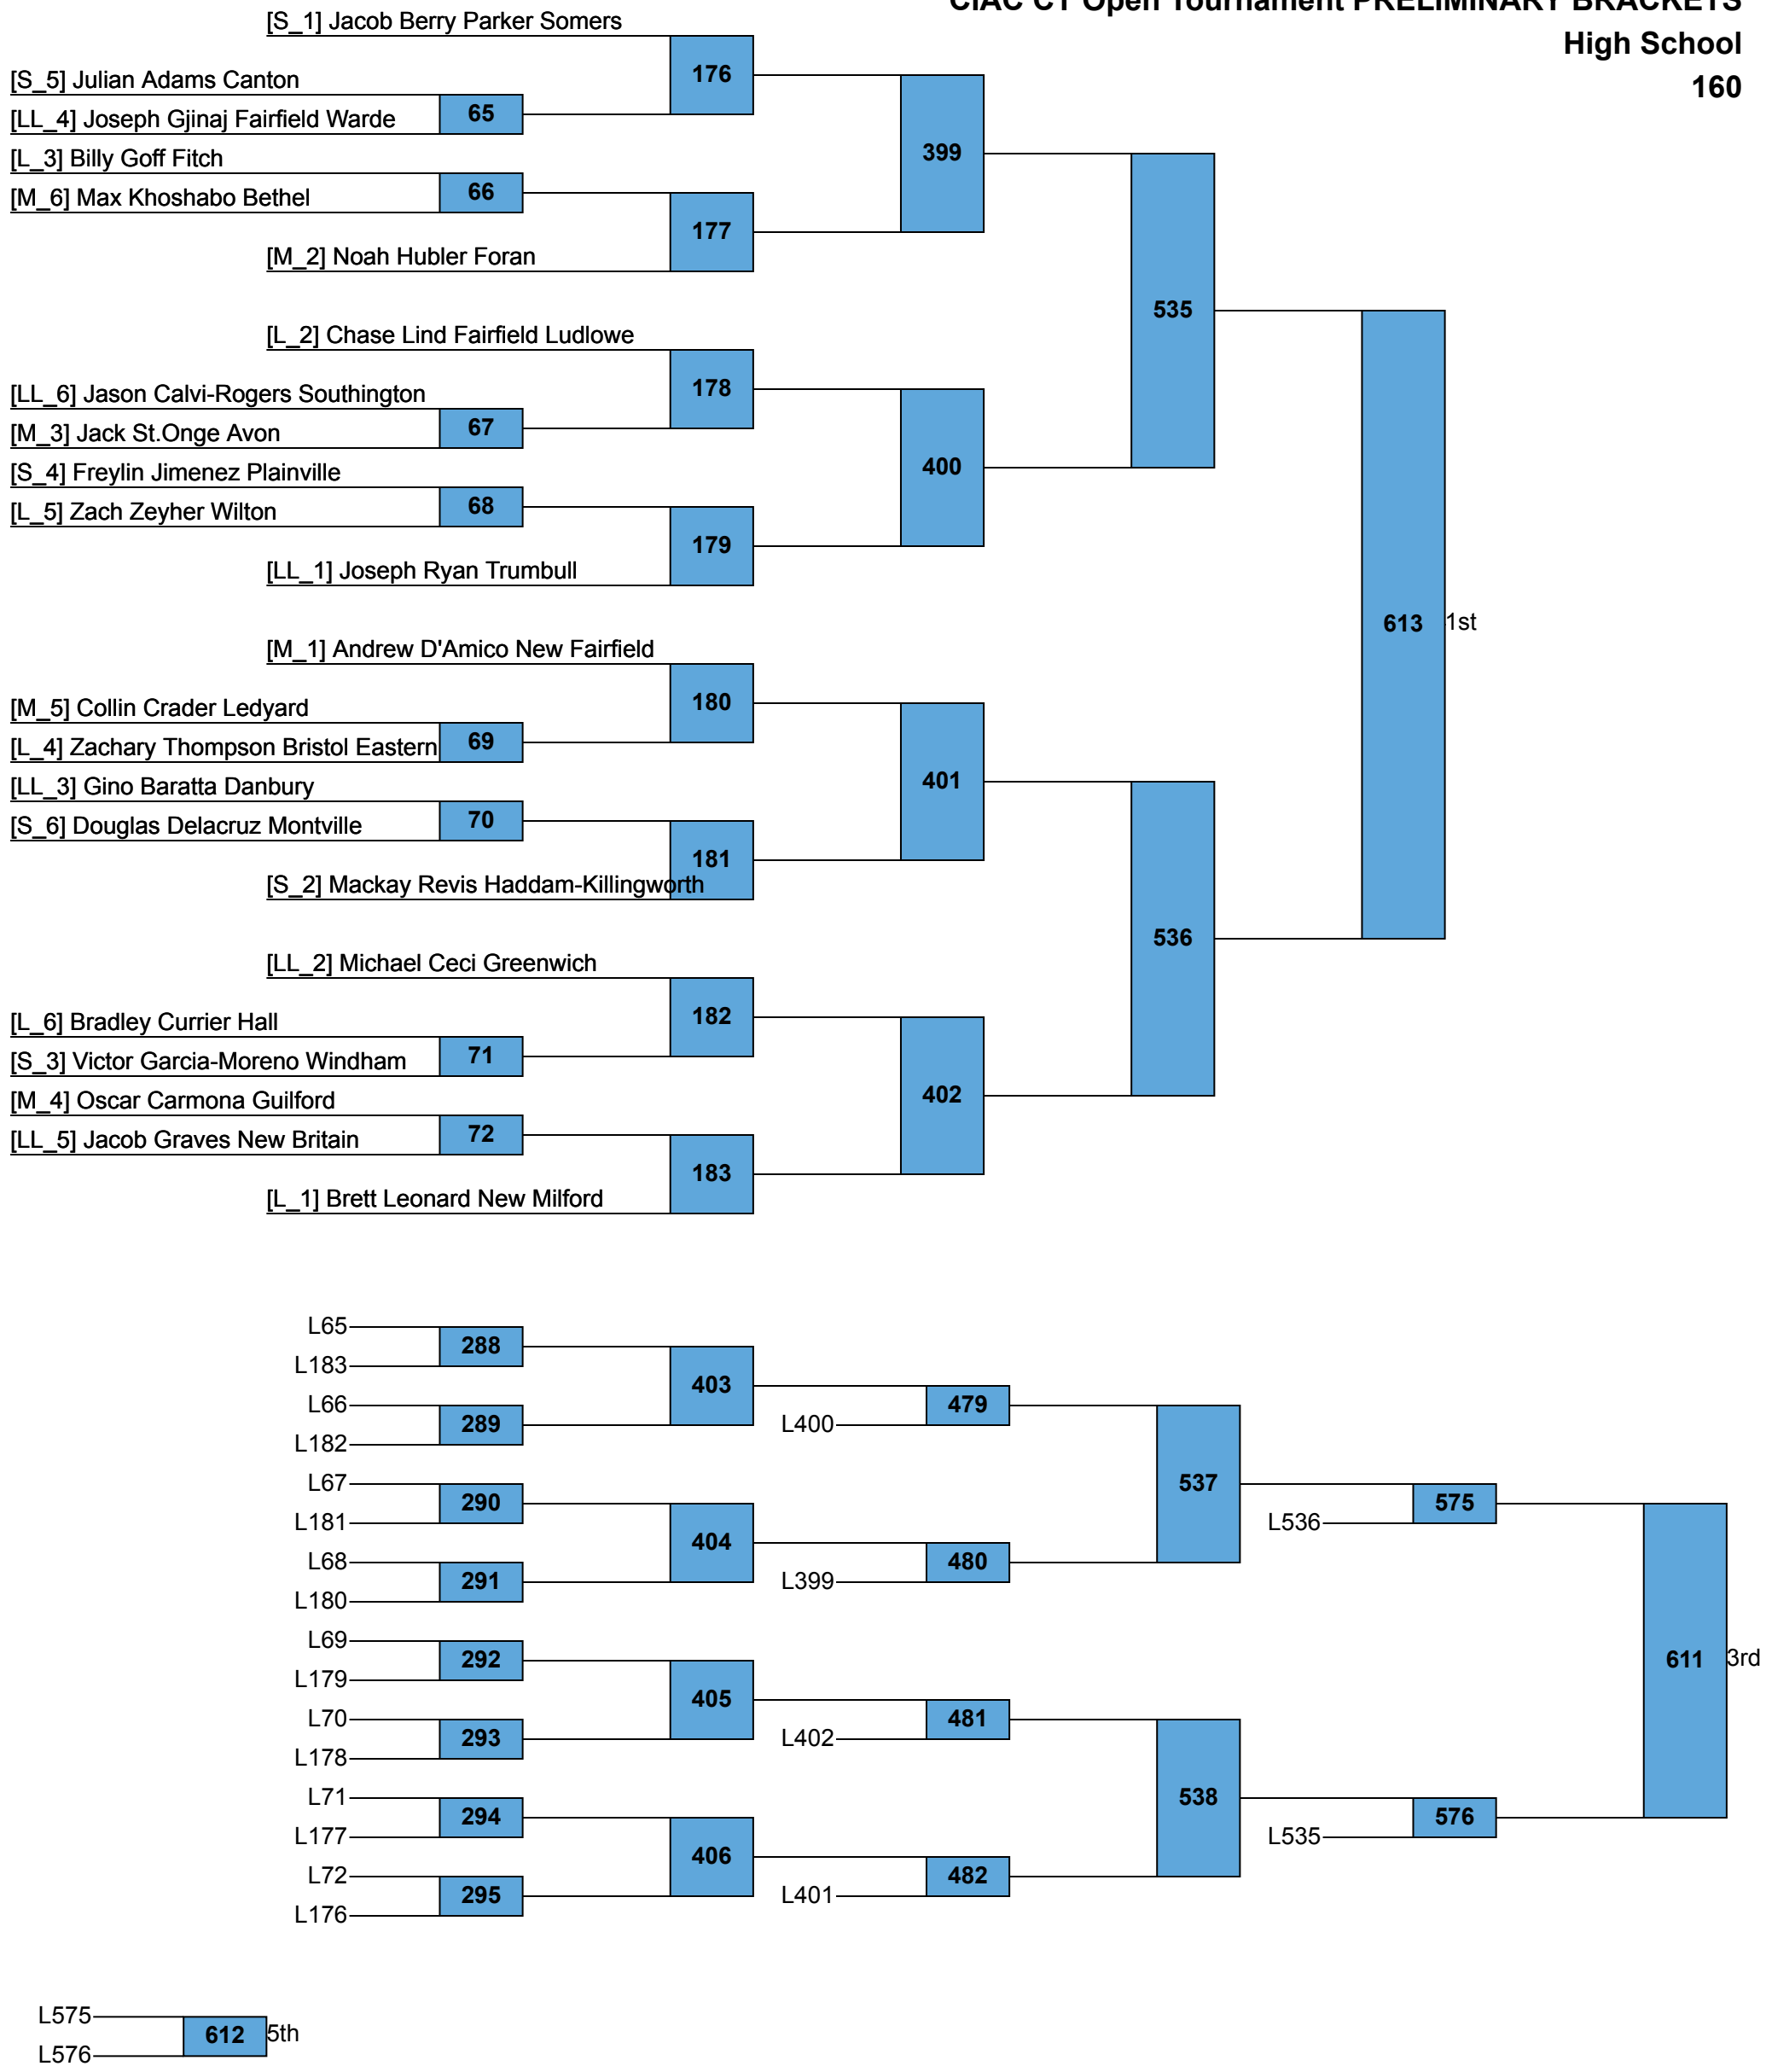 CIAC CT Open Tournament PRELIMINARY BRACKETS
High School
160
[S_1] Jacob Berry Parker Somers
176
[S_5] Julian Adams Canton
65
[LL_4] Joseph Gjinaj Fairfield Warde
399
[L_3] Billy Goff Fitch
66
[M_6] Max Khoshabo Bethel
177
[M_2] Noah Hubler Foran
535
[L_2] Chase Lind Fairfield Ludlowe
178
[LL_6] Jason Calvi-Rogers Southington
67
[M_3] Jack St.Onge Avon
400
[S_4] Freylin Jimenez Plainville
68
[L_5] Zach Zeyher Wilton
179
[LL_1] Joseph Ryan Trumbull
613 1st
[M_1] Andrew D'Amico New Fairfield
180
[M_5] Collin Crader Ledyard
69
[L_4] Zachary Thompson Bristol Eastern
401
[LL_3] Gino Baratta Danbury
70
[S_6] Douglas Delacruz Montville
181
[S_2] Mackay Revis Haddam-Killingworth
536
[LL_2] Michael Ceci Greenwich
182
[L_6] Bradley Currier Hall
71
[S_3] Victor Garcia-Moreno Windham
402
[M_4] Oscar Carmona Guilford
72
[LL_5] Jacob Graves New Britain
183
[L_1] Brett Leonard New Milford
L65
288
L183
403
L66
479
289
L400
L182
L67
537
290
575
L181
L536
404
L68
480
291
L399
L180
L69
292
611 3rd
L179
405
L70
481
293
L402
L178
L71
538
294
576
L177
L535
406
L72
482
295
L401
L176
L575
612 5th
L576